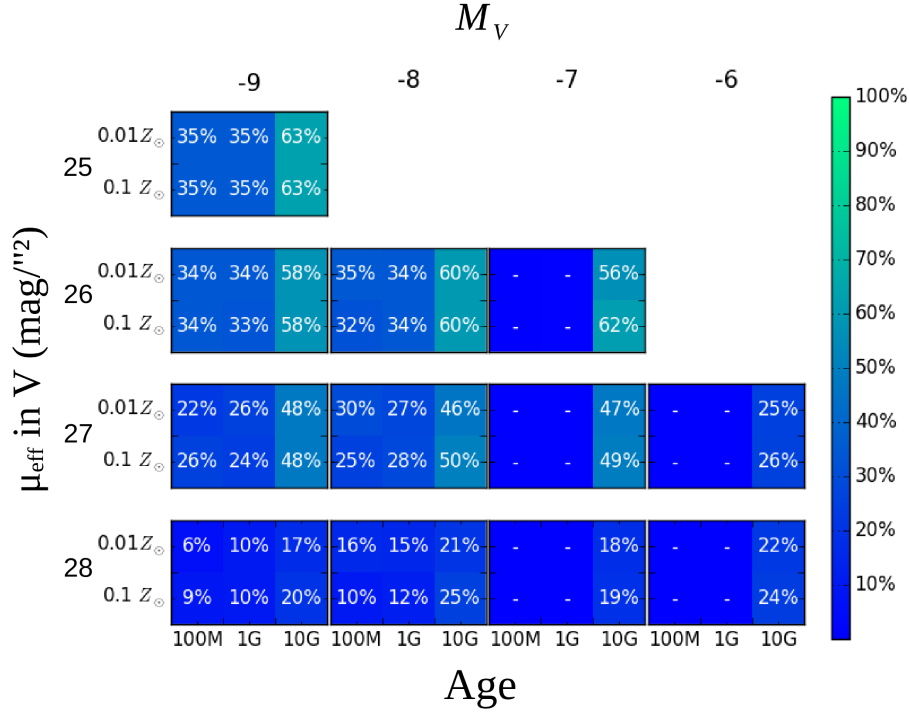 M_V
-9 -8 -7 -6
μ_eff in V (mag/"²)
25
0.01Z☉ 35% 35% 63%
0.1 Z☉ 35% 35% 63%
26
0.01Z☉ 34% 34% 58% 35% 34% 60% - - 56%
0.1 Z☉ 34% 33% 58% 32% 34% 60% - - 62%
27
0.01Z☉ 22% 26% 48% 30% 27% 46% - - 47% - - 25%
0.1 Z☉ 26% 24% 48% 25% 28% 50% - - 49% - - 26%
28
0.01Z☉ 6% 10% 17% 16% 15% 21% - - 18% - - 22%
0.1 Z☉ 9% 10% 20% 10% 12% 25% - - 19% - - 24%
100M 1G 10G 100M 1G 10G 100M 1G 10G 100M 1G 10G
Age
100%
90%
80%
70%
60%
50%
40%
30%
20%
10%